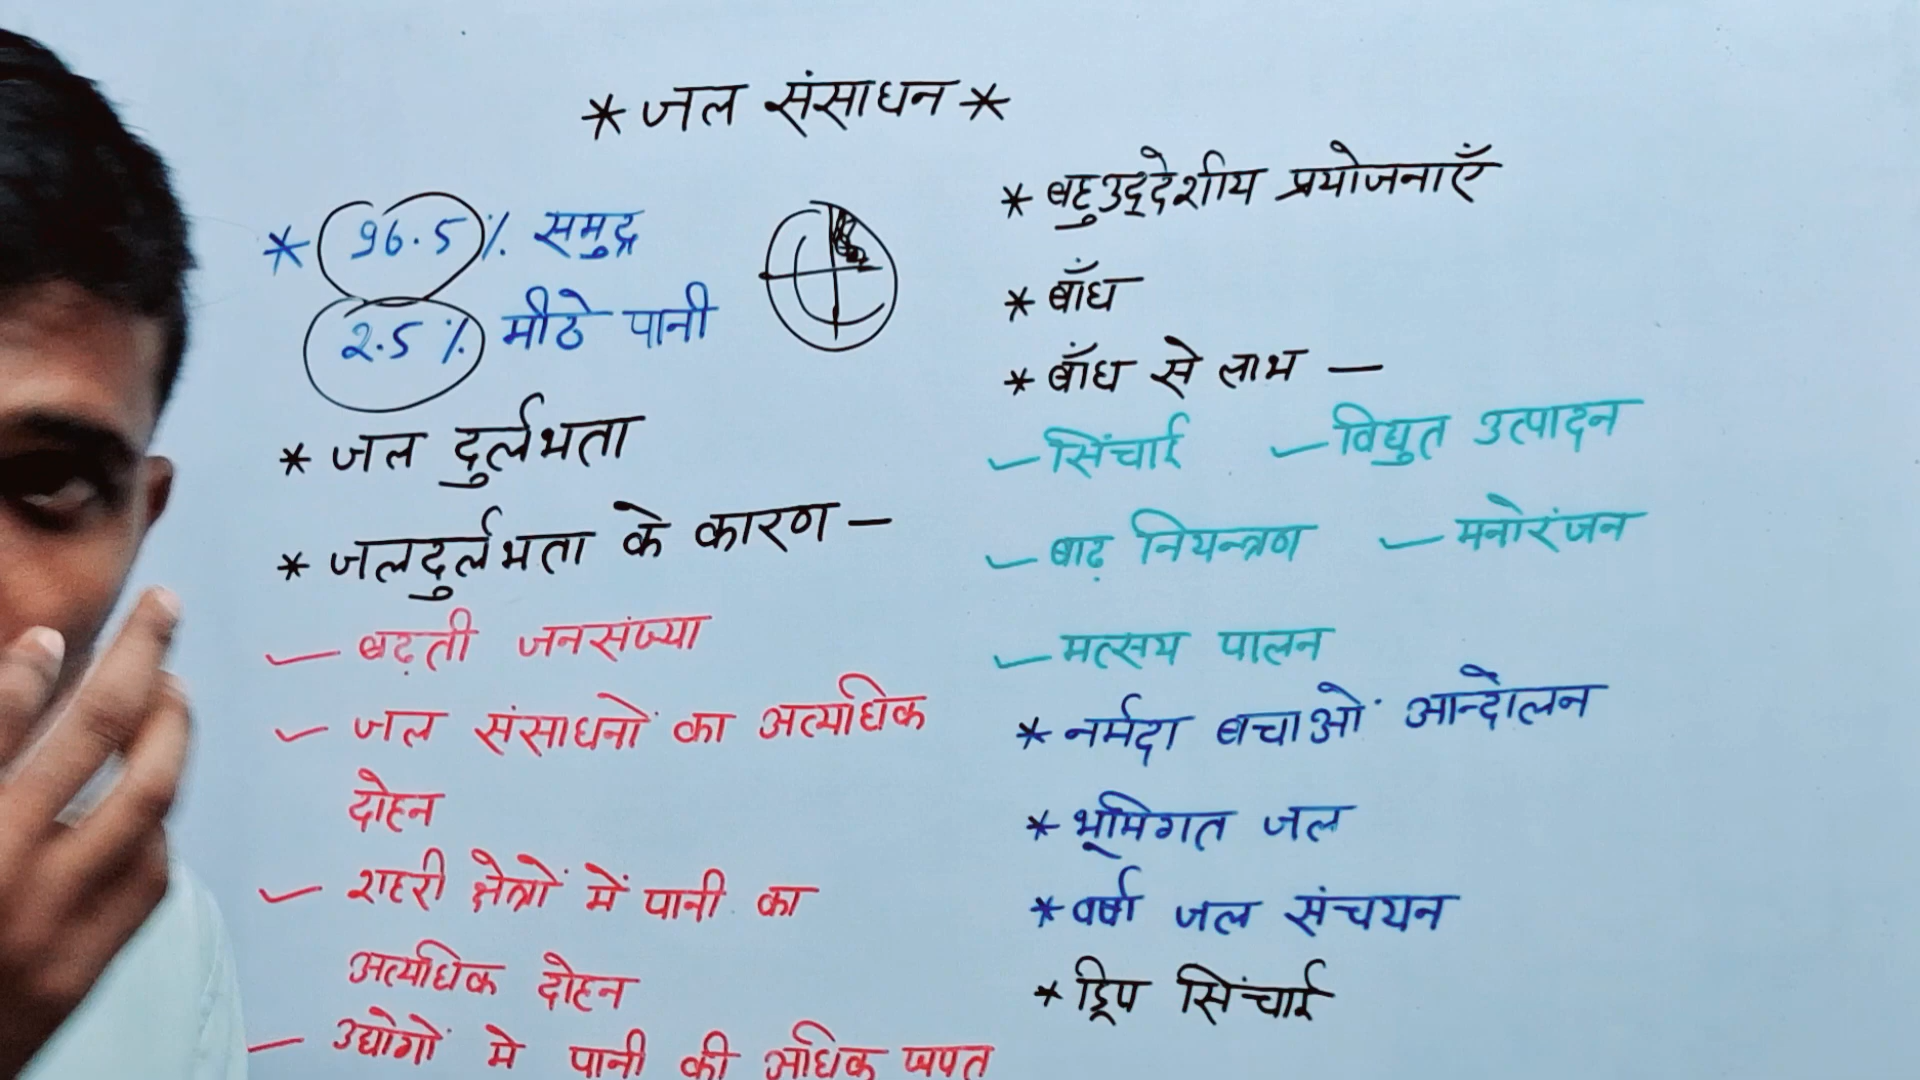 * जल संसाधन *
* 96.5 % समुद्र
2.5 % मीठे पानी
* जल दुर्लभता
* जलदुर्लभता के कारण –
– बढ़ती जनसंख्या
– जल संसाधनों का अत्यधिक
दोहन
– शहरी क्षेत्रों में पानी का
अत्यधिक दोहन
– उद्योगों मे पानी की अधिक खपत
* बहुउद्देशीय प्रयोजनाएँ
* बाँध
* बाँध से लाभ –
– सिंचाई – विद्युत उत्पादन
– बाढ़ नियन्त्रण – मनोरंजन
– मत्सय पालन
* नर्मदा बचाओं आन्दोलन
* भूमिगत जल
* वर्षा जल संचयन
* ड्रिप सिंचाई